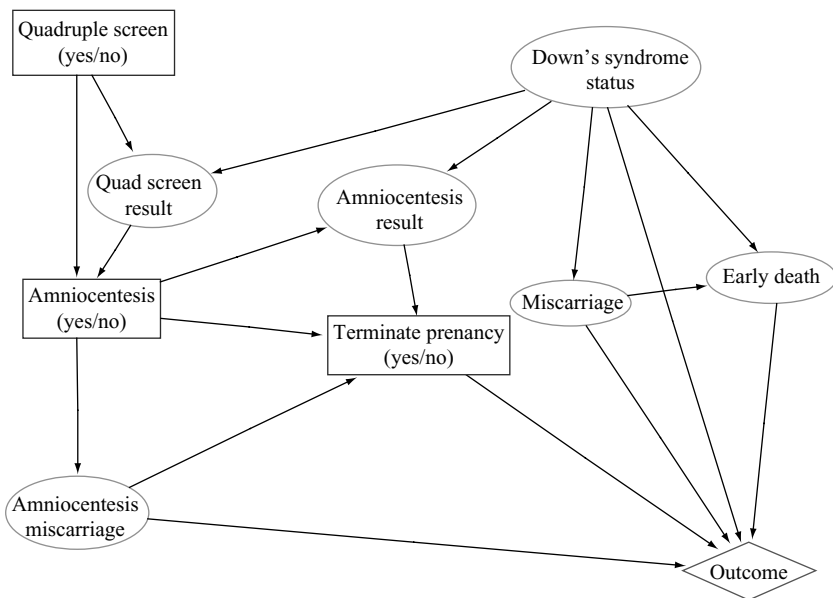 Quadruple screen
(yes/no)
Down's syndrome
status
Quad screen
result
Amniocentesis
result
Amniocentesis
(yes/no)
Miscarriage
Early death
Terminate prenancy
(yes/no)
Amniocentesis
miscarriage
Outcome